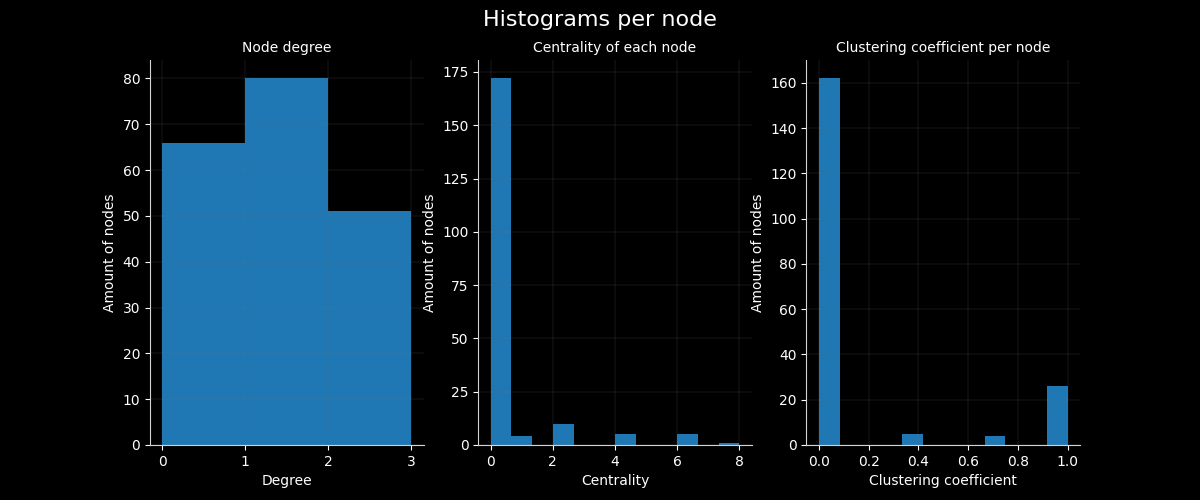 Histograms per node
Node degree
Amount of nodes
80
70
60
50
40
30
20
10
0
0 1 2 3
Degree
Centrality of each node
Amount of nodes
175
150
125
100
75
50
25
0
0 2 4 6 8
Centrality
Clustering coefficient per node
Amount of nodes
160
140
120
100
80
60
40
20
0
0.0 0.2 0.4 0.6 0.8 1.0
Clustering coefficient